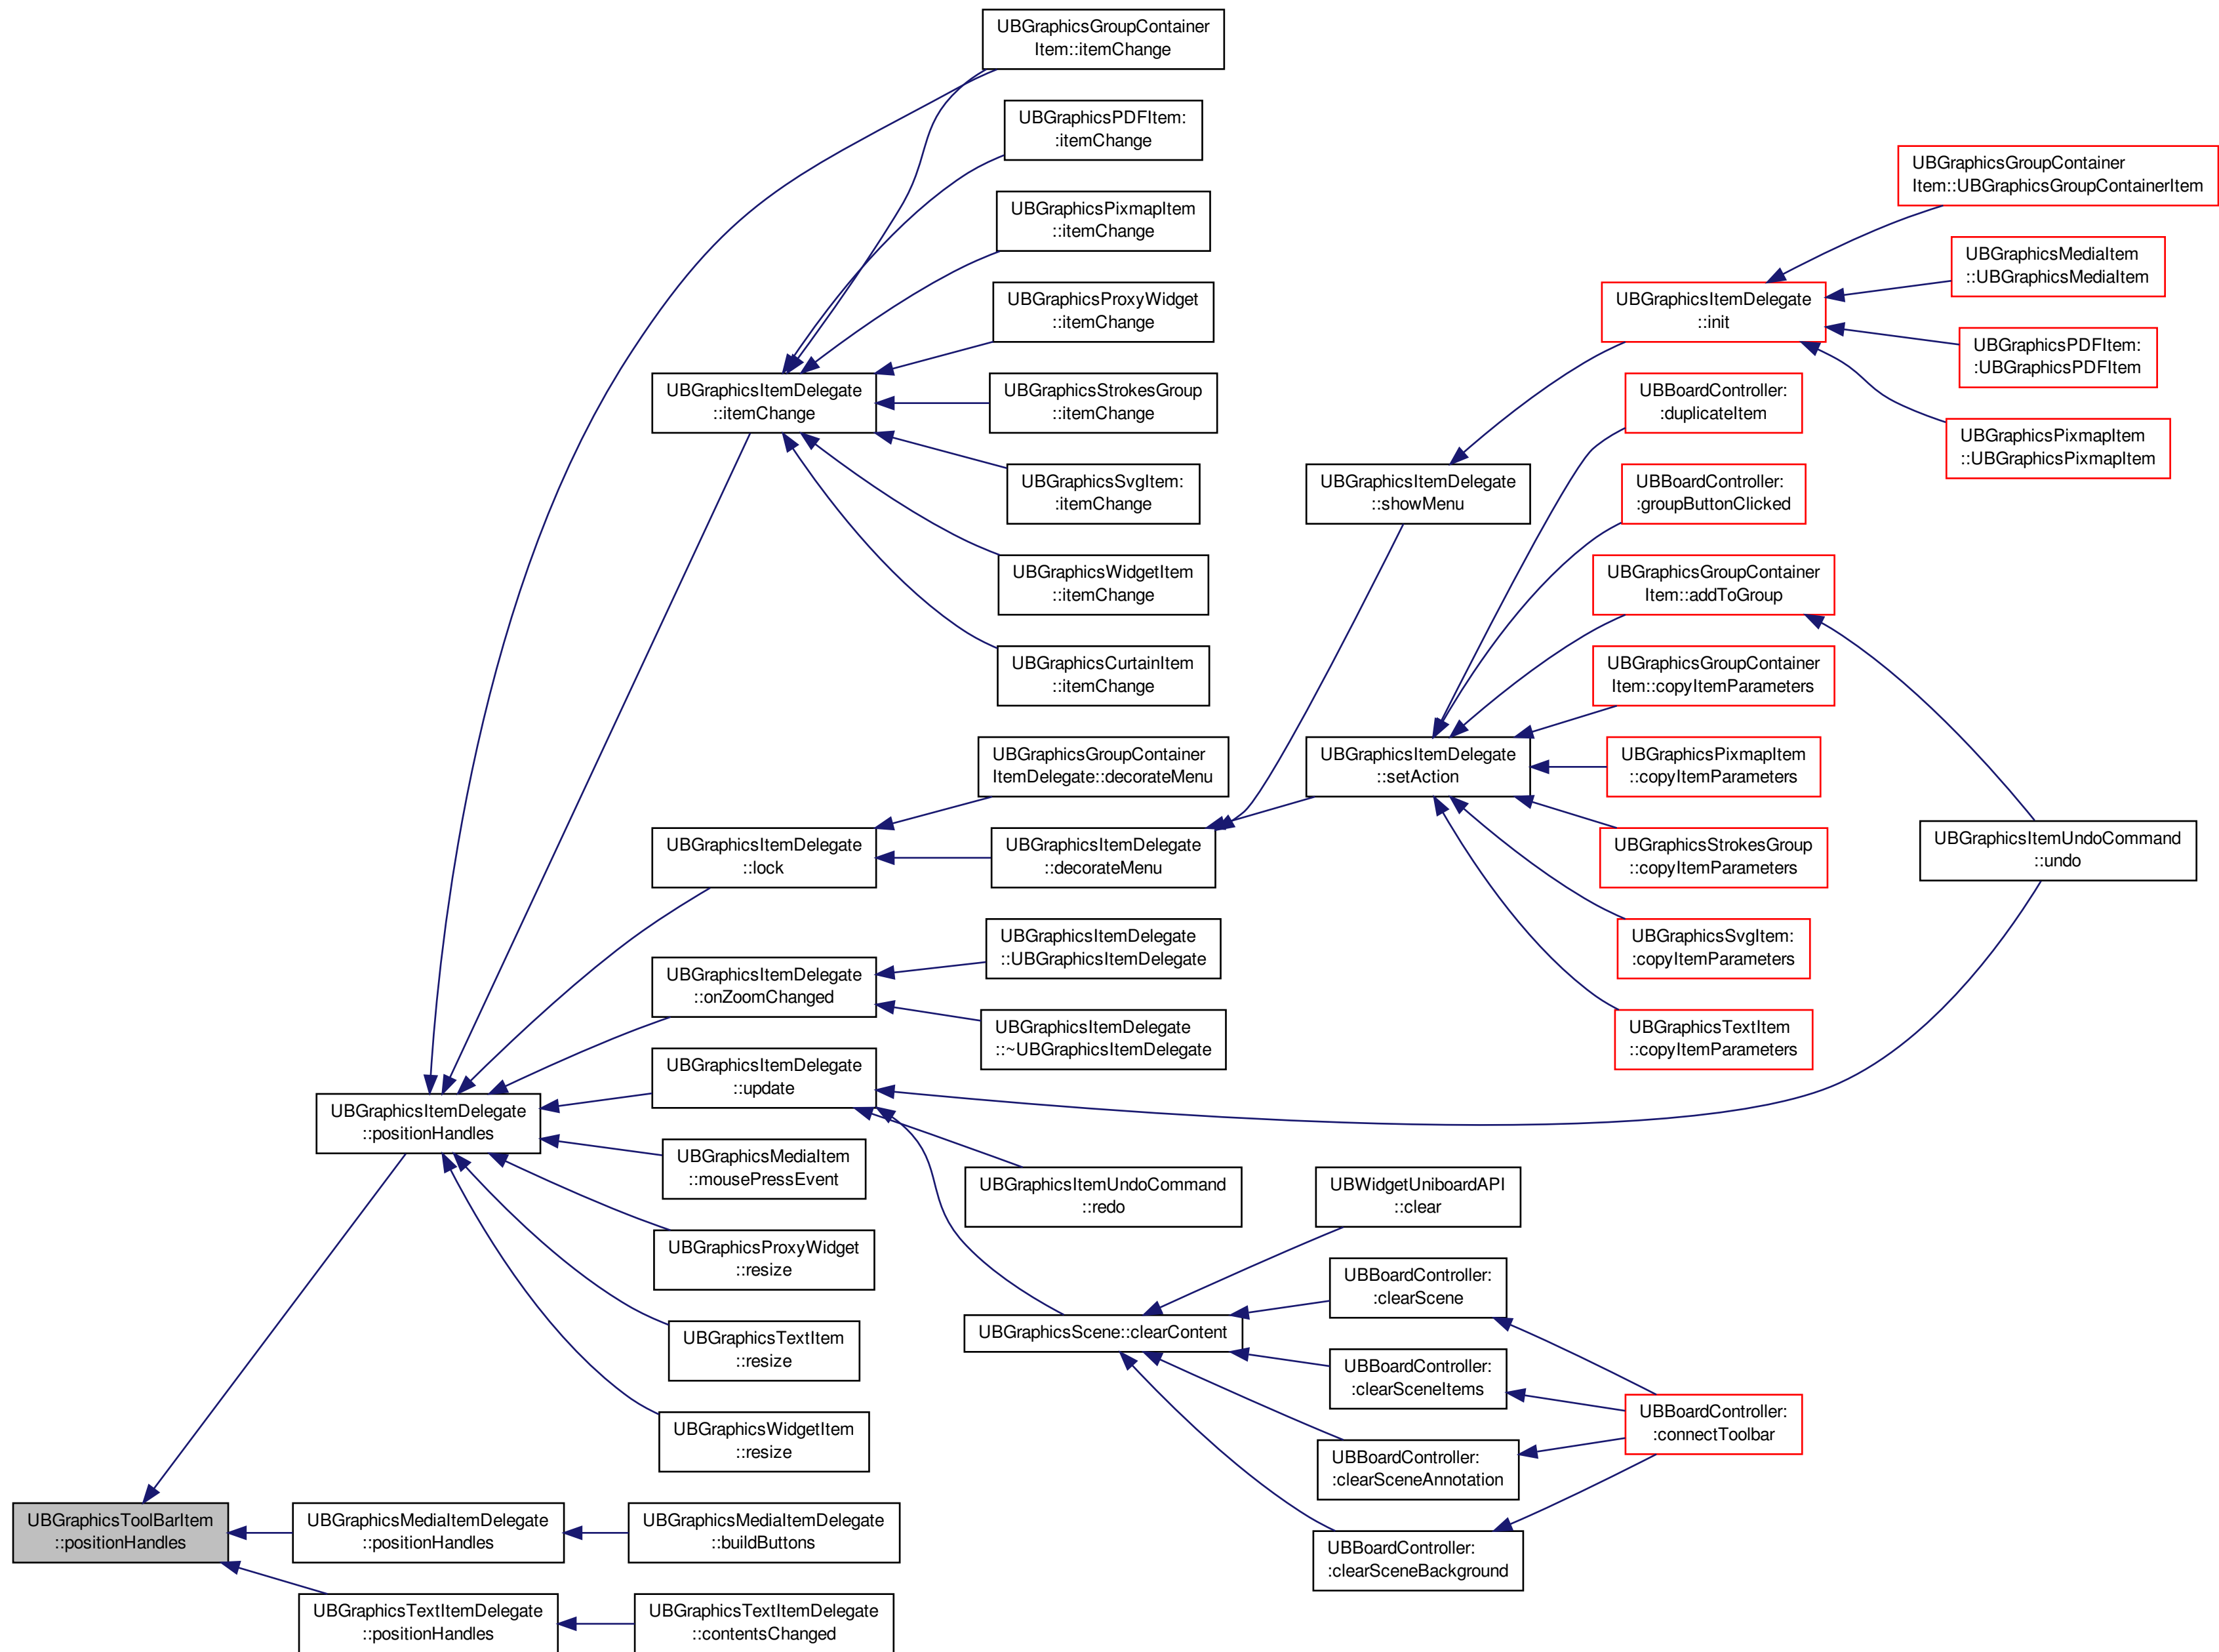 UBGraphicsGroupContainer
Item::itemChange
UBGraphicsPDFItem:
:itemChange
UBGraphicsPixmapItem
::itemChange
UBGraphicsProxyWidget
::itemChange
UBGraphicsItemDelegate
::itemChange
UBGraphicsStrokesGroup
::itemChange
UBGraphicsSvgItem:
:itemChange
UBGraphicsWidgetItem
::itemChange
UBGraphicsCurtainItem
::itemChange
UBGraphicsGroupContainer
ItemDelegate::decorateMenu
UBGraphicsItemDelegate
::lock
UBGraphicsItemDelegate
::decorateMenu
UBGraphicsItemDelegate
::showMenu
UBGraphicsItemDelegate
::setAction
UBGraphicsItemDelegate
::init
UBGraphicsGroupContainer
Item::UBGraphicsGroupContainerItem
UBGraphicsMediaItem
::UBGraphicsMediaItem
UBGraphicsPDFItem:
:UBGraphicsPDFItem
UBGraphicsPixmapItem
::UBGraphicsPixmapItem
UBBoardController:
:duplicateItem
UBBoardController:
:groupButtonClicked
UBGraphicsGroupContainer
Item::addToGroup
UBGraphicsGroupContainer
Item::copyItemParameters
UBGraphicsPixmapItem
::copyItemParameters
UBGraphicsStrokesGroup
::copyItemParameters
UBGraphicsSvgItem:
:copyItemParameters
UBGraphicsTextItem
::copyItemParameters
UBGraphicsItemUndoCommand
::undo
UBGraphicsItemDelegate
::onZoomChanged
UBGraphicsItemDelegate
::UBGraphicsItemDelegate
UBGraphicsItemDelegate
::~UBGraphicsItemDelegate
UBGraphicsItemDelegate
::update
UBGraphicsItemDelegate
::positionHandles
UBGraphicsMediaItem
::mousePressEvent
UBGraphicsProxyWidget
::resize
UBGraphicsTextItem
::resize
UBGraphicsWidgetItem
::resize
UBGraphicsItemUndoCommand
::redo
UBGraphicsScene::clearContent
UBWidgetUniboardAPI
::clear
UBBoardController:
:clearScene
UBBoardController:
:clearSceneItems
UBBoardController:
:clearSceneAnnotation
UBBoardController:
:clearSceneBackground
UBBoardController:
:connectToolbar
UBGraphicsToolBarItem
::positionHandles
UBGraphicsMediaItemDelegate
::positionHandles
UBGraphicsMediaItemDelegate
::buildButtons
UBGraphicsTextItemDelegate
::positionHandles
UBGraphicsTextItemDelegate
::contentsChanged